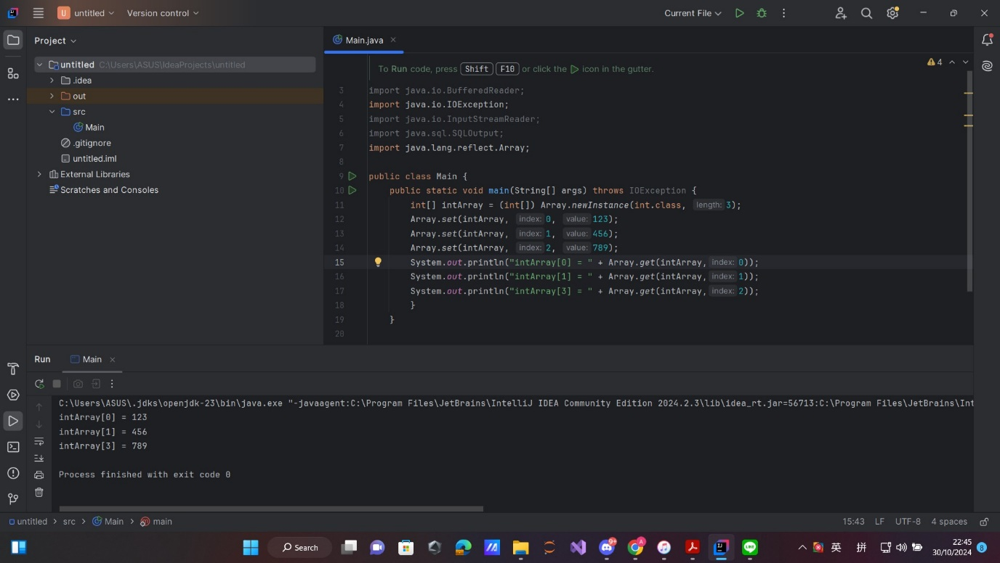 U untitled Version control Current File
Project
Main.java
untitled C:\Users\ASUS\IdeaProjects\untitled
.idea
out
src
Main
.gitignore
untitled.iml
External Libraries
Scratches and Consoles
To Run code, press Shift F10 or click the icon in the gutter.
4
3 import java.io.BufferedReader;
4 import java.io.IOException;
5 import java.io.InputStreamReader;
6 import java.sql.SQLOutput;
7 import java.lang.reflect.Array;
8
9 public class Main {
10 public static void main(String[] args) throws IOException {
11 int[] intArray = (int[]) Array.newInstance(int.class, length: 3);
12 Array.set(intArray, index: 0, value: 123);
13 Array.set(intArray, index: 1, value: 456);
14 Array.set(intArray, index: 2, value: 789);
15 System.out.println("intArray[0] = " + Array.get(intArray, index: 0));
16 System.out.println("intArray[1] = " + Array.get(intArray, index: 1));
17 System.out.println("intArray[3] = " + Array.get(intArray, index: 2));
18 }
19 }
20
Run Main
C:\Users\ASUS\.jdks\openjdk-23\bin\java.exe "-javaagent:C:\Program Files\JetBrains\IntelliJ IDEA Community Edition 2024.2.3\lib\idea_rt.jar=56713:C:\Program Files\JetBrains\Int
intArray[0] = 123
intArray[1] = 456
intArray[3] = 789
Process finished with exit code 0
untitled > src > Main > main 15:43 LF UTF-8 4 spaces
Search 9+ A 英 拼 22:45 8
30/10/2024